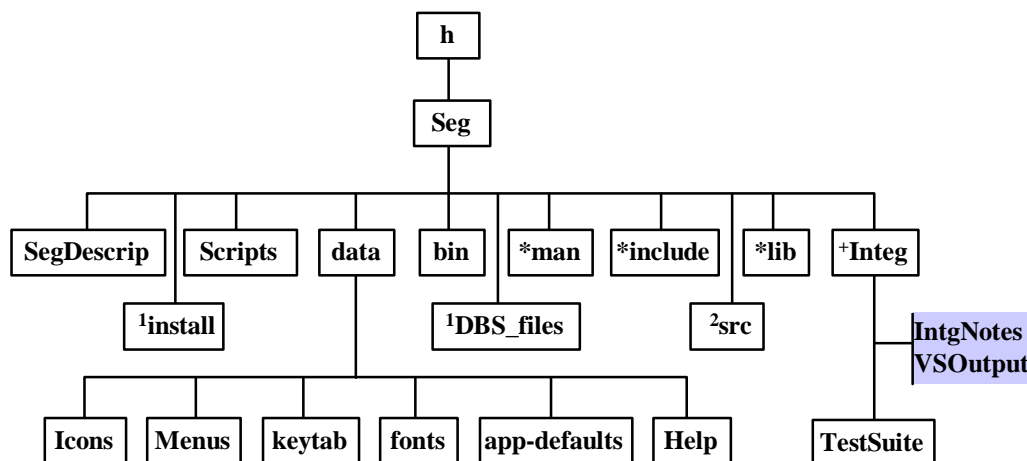 h
Seg
SegDescrip
Scripts
data
bin
*man
*include
*lib
+Integ
1install
1DBS_files
2src
IntgNotes
VSOutput
Icons
Menus
keytab
fonts
app-defaults
Help
TestSuite